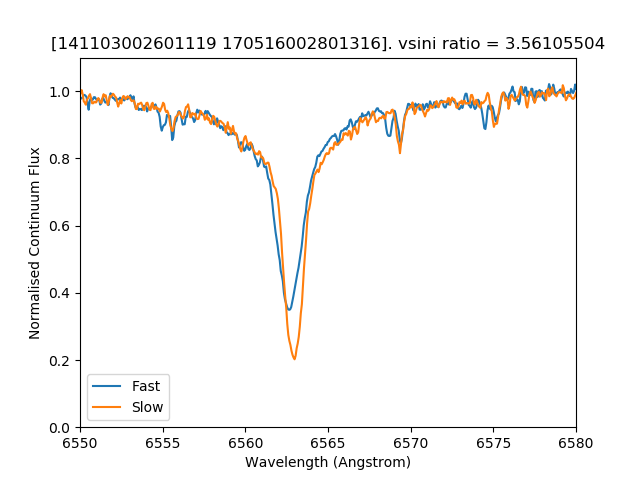 [141103002601119 170516002801316]. vsini ratio = 3.56105504
Normalised Continuum Flux
1.0
0.8
0.6
0.4
0.2
0.0
Fast
Slow
6550 6555 6560 6565 6570 6575 6580
Wavelength (Angstrom)